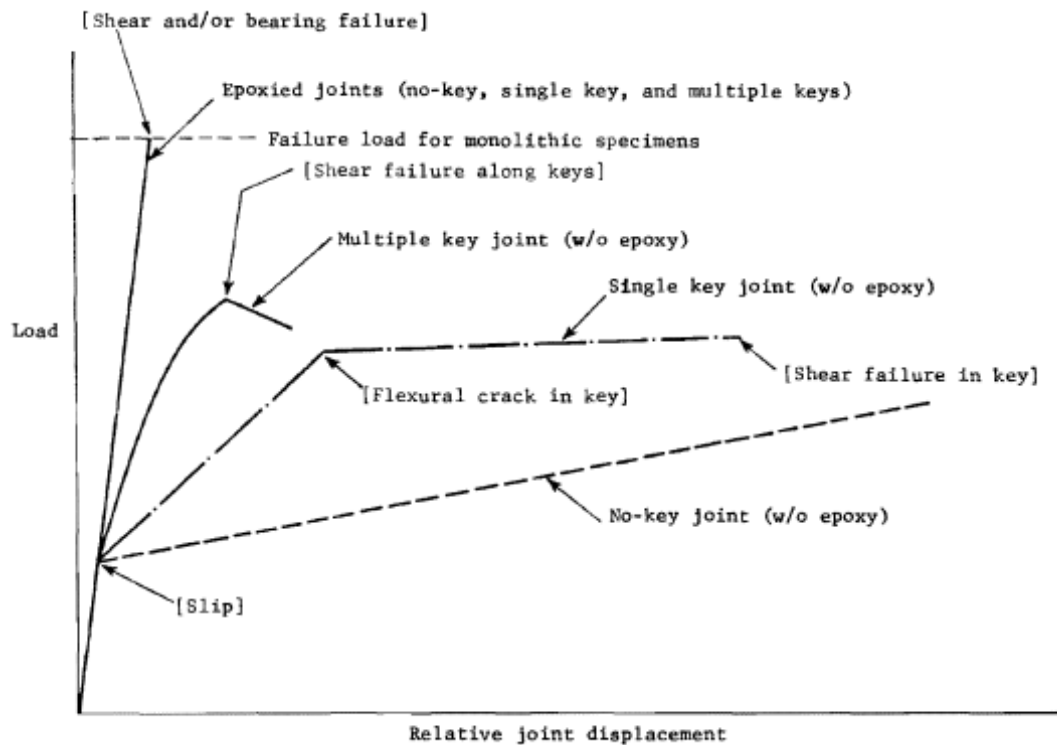 [Shear and/or bearing failure]
Epoxied joints (no-key, single key, and multiple keys)
Failure load for monolithic specimens
[Shear failure along keys]
Multiple key joint (w/o epoxy)
Single key joint (w/o epoxy)
Load
[Shear failure in key]
[Flexural crack in key]
No-key joint (w/o epoxy)
[Slip]
Relative joint displacement